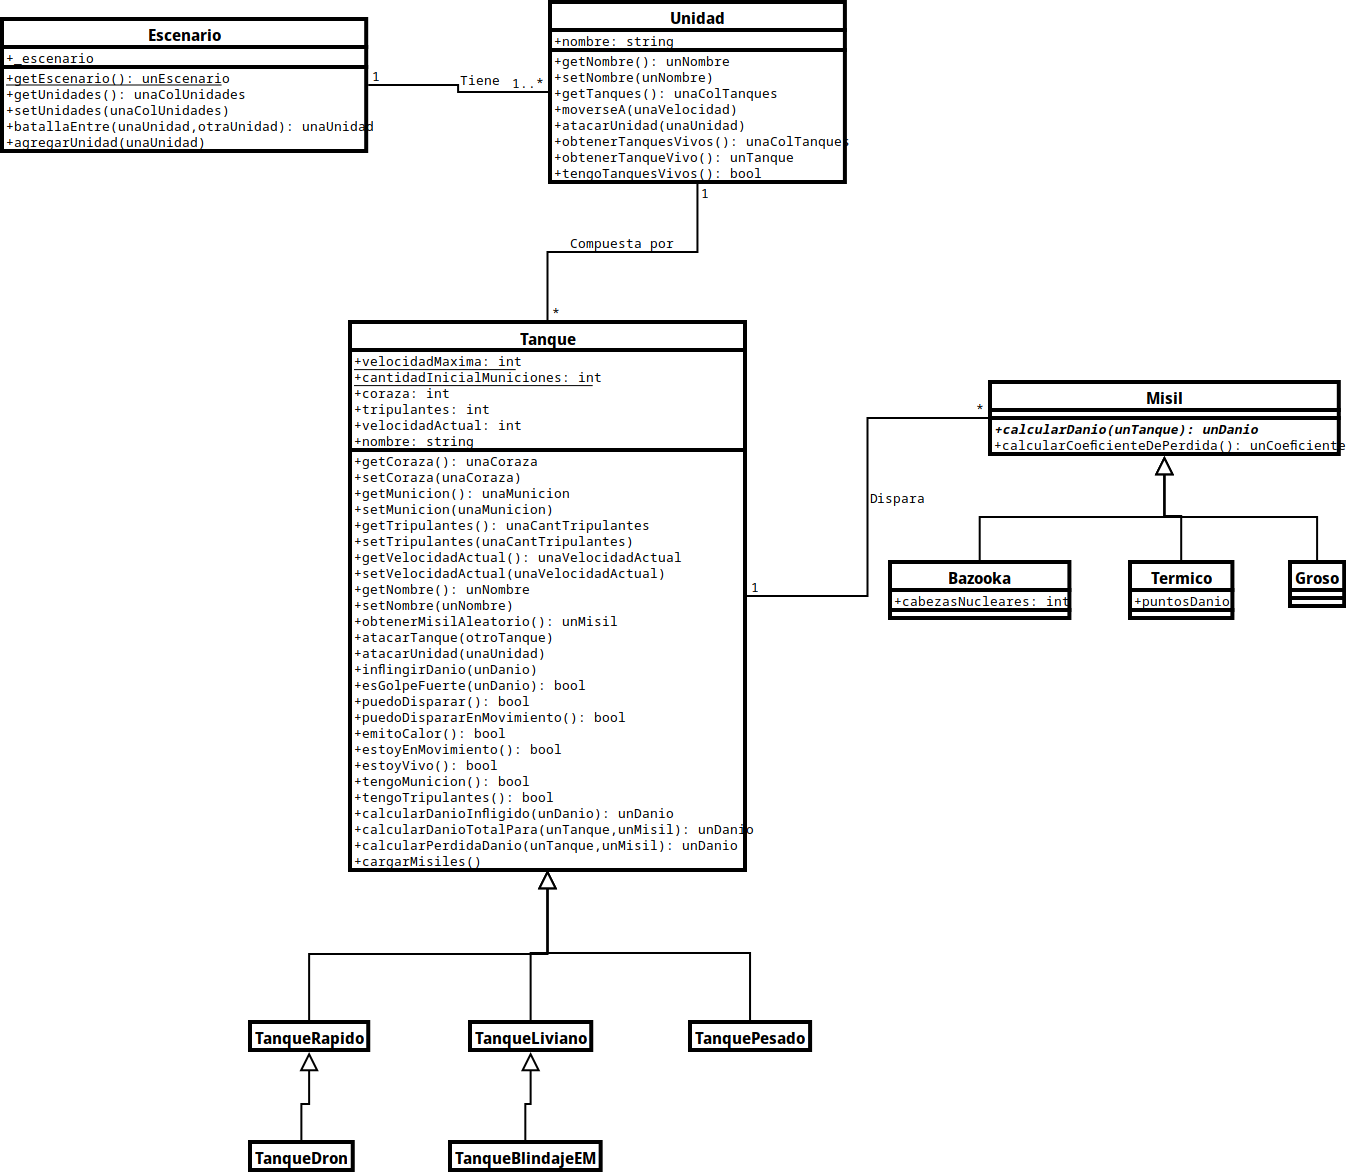 Escenario
+_escenario
+getEscenario(): unEscenario
+getUnidades(): unaColUnidades
+setUnidades(unaColUnidades)
+batallaEntre(unaUnidad,otraUnidad): unaUnidad
+agregarUnidad(unaUnidad)
1
Tiene
1..*
Unidad
+nombre: string
+getNombre(): unNombre
+setNombre(unNombre)
+getTanques(): unaColTanques
+moverseA(unaVelocidad)
+atacarUnidad(unaUnidad)
+obtenerTanquesVivos(): unaColTanques
+obtenerTanqueVivo(): unTanque
+tengoTanquesVivos(): bool
1
Compuesta por
*
Tanque
+velocidadMaxima: int
+cantidadInicialMuniciones: int
+coraza: int
+tripulantes: int
+velocidadActual: int
+nombre: string
+getCoraza(): unaCoraza
+setCoraza(unaCoraza)
+getMunicion(): unaMunicion
+setMunicion(unaMunicion)
+getTripulantes(): unaCantTripulantes
+setTripulantes(unaCantTripulantes)
+getVelocidadActual(): unaVelocidadActual
+setVelocidadActual(unaVelocidadActual)
+getNombre(): unNombre
+setNombre(unNombre)
+obtenerMisilAleatorio(): unMisil
+atacarTanque(otroTanque)
+atacarUnidad(unaUnidad)
+inflingirDanio(unDanio)
+esGolpeFuerte(unDanio): bool
+puedoDisparar(): bool
+puedoDispararEnMovimiento(): bool
+emitoCalor(): bool
+estoyEnMovimiento(): bool
+estoyVivo(): bool
+tengoMunicion(): bool
+tengoTripulantes(): bool
+calcularDanioInfligido(unDanio): unDanio
+calcularDanioTotalPara(unTanque,unMisil): unDanio
+calcularPerdidaDanio(unTanque,unMisil): unDanio
+cargarMisiles()
1
Dispara
*
Misil
+calcularDanio(unTanque): unDanio
+calcularCoeficienteDePerdida(): unCoeficiente
Bazooka
+cabezasNucleares: int
Termico
+puntosDanio
Groso
TanqueRapido
TanqueLiviano
TanquePesado
TanqueDron
TanqueBlindajeEM